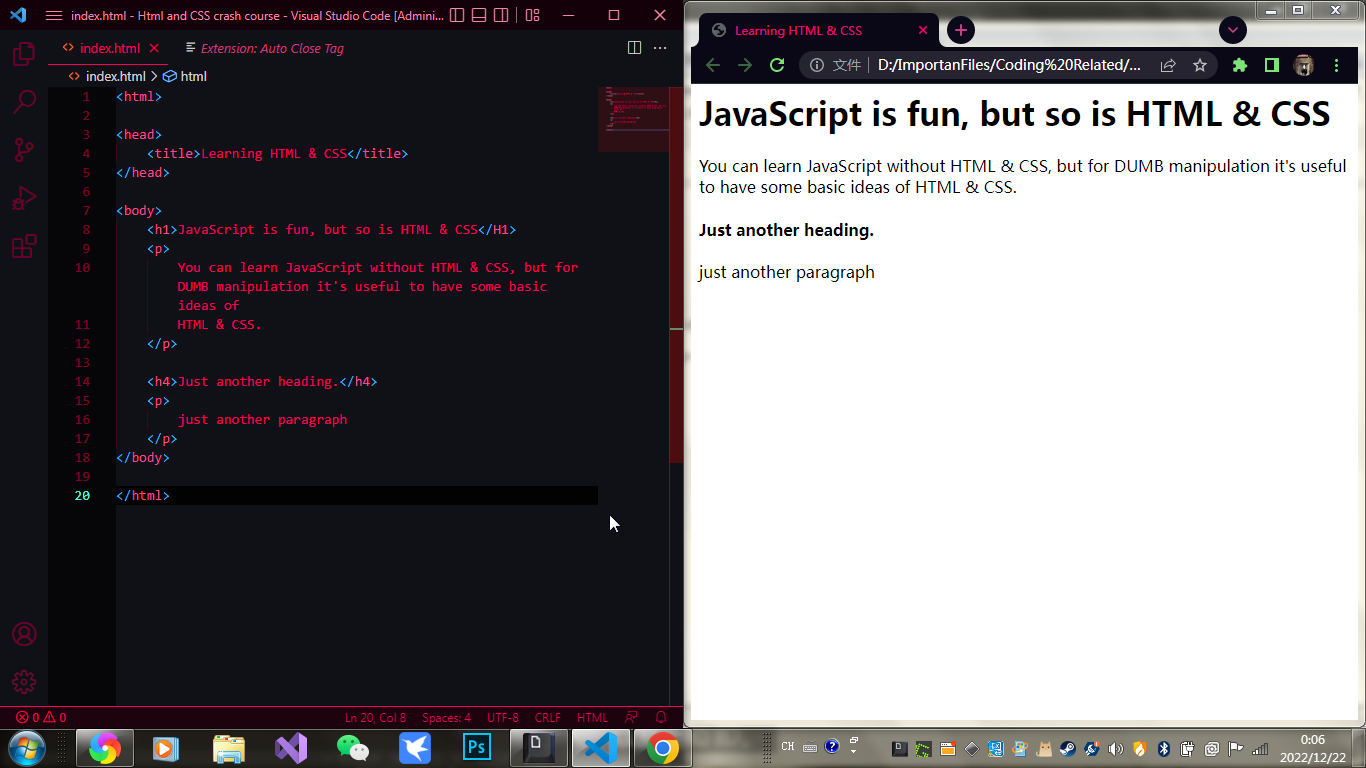 index.html - Html and CSS crash course - Visual Studio Code [Admini...
index.html
Extension: Auto Close Tag
index.html > html
1 <html>
2
3 <head>
4 <title>Learning HTML & CSS</title>
5 </head>
6
7 <body>
8 <h1>JavaScript is fun, but so is HTML & CSS</H1>
9 <p>
10 You can learn JavaScript without HTML & CSS, but for
DUMB manipulation it's useful to have some basic
ideas of
11 HTML & CSS.
12 </p>
13
14 <h4>Just another heading.</h4>
15 <p>
16 just another paragraph
17 </p>
18 </body>
19
20 </html>
0 0
Ln 20, Col 8
Spaces: 4
UTF-8
CRLF
HTML
Learning HTML & CSS
文件 | D:/ImportanFiles/Coding%20Related/...
JavaScript is fun, but so is HTML & CSS
You can learn JavaScript without HTML & CSS, but for DUMB manipulation it's useful
to have some basic ideas of HTML & CSS.
Just another heading.
just another paragraph
Ps
D
CH
0:06
2022/12/22